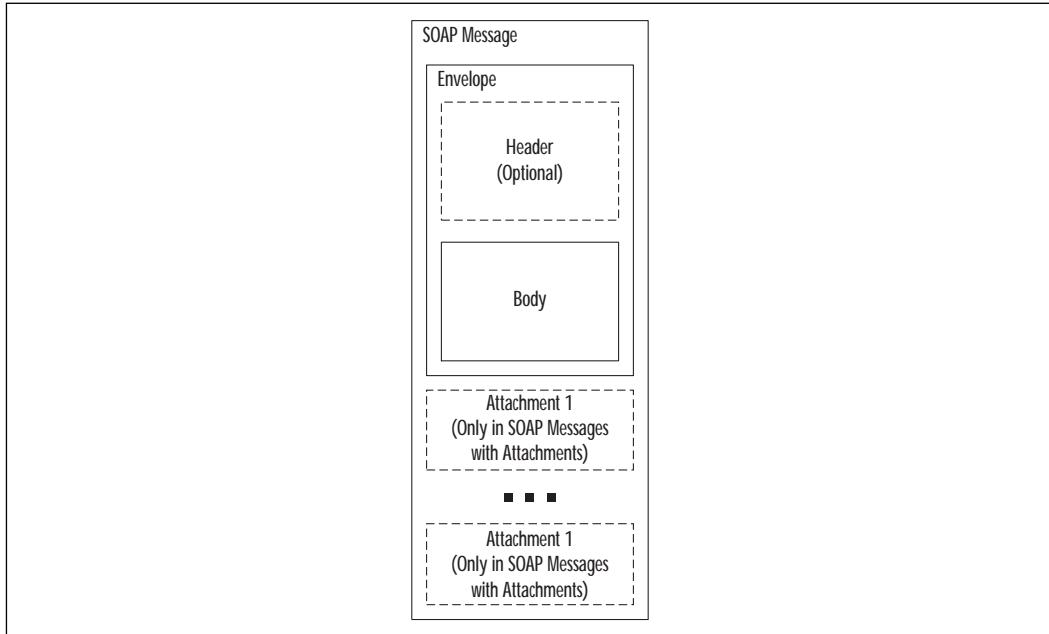 SOAP Message
Envelope
Header
(Optional)
Body
Attachment 1
(Only in SOAP Messages
with Attachments)
Attachment 1
(Only in SOAP Messages
with Attachments)